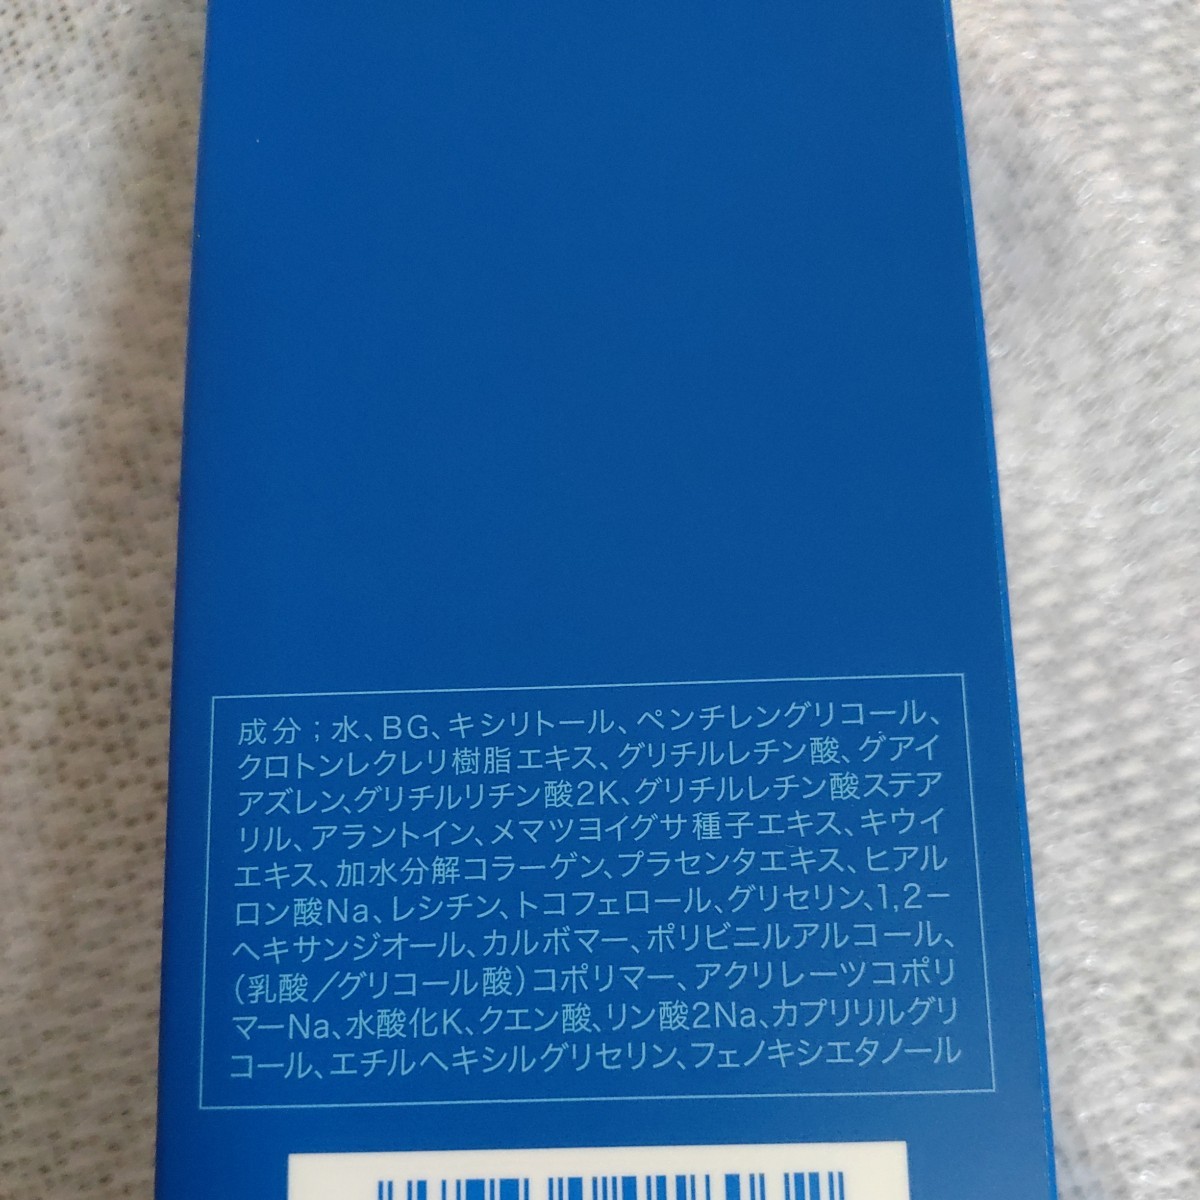 成分；水、BG、キシリトール、ペンチレングリコール、
クロトンレクレリ樹脂エキス、グリチルレチン酸、グアイ
アズレン、グリチルリチン酸2K、グリチルレチン酸ステア
リル、アラントイン、メマツヨイグサ種子エキス、キウイ
エキス、加水分解コラーゲン、プラセンタエキス、ヒアル
ロン酸Na、レシチン、トコフェロール、グリセリン、1,2－
ヘキサンジオール、カルボマー、ポリビニルアルコール、
（乳酸／グリコール酸）コポリマー、アクリレーツコポリ
マーNa、水酸化K、クエン酸、リン酸2Na、カプリリルグリ
コール、エチルヘキシルグリセリン、フェノキシエタノール